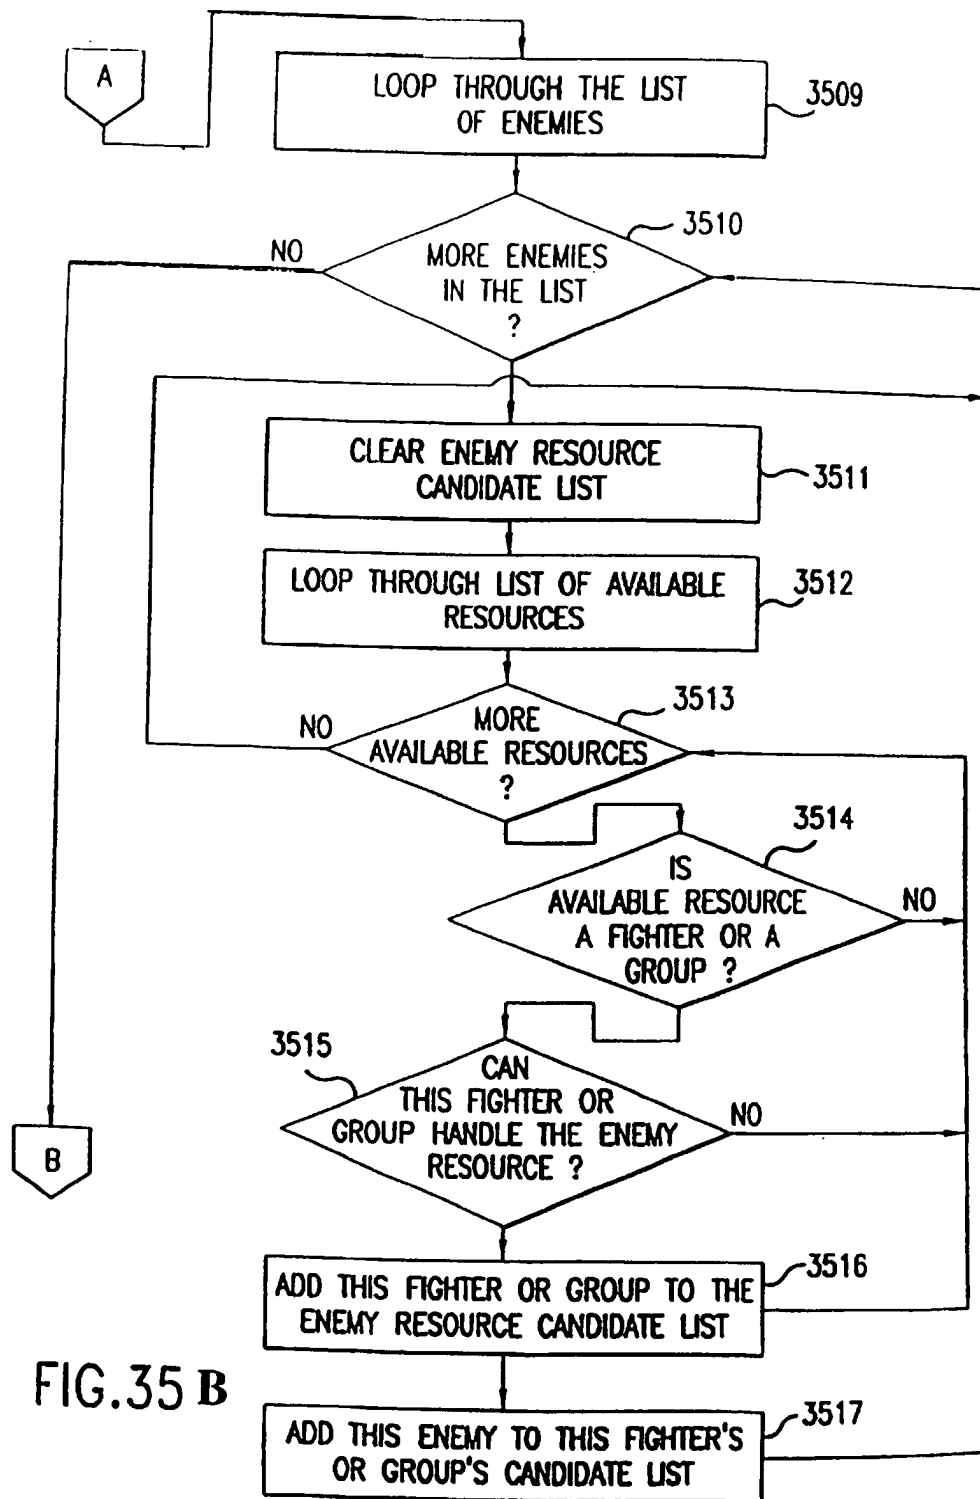 A
LOOP THROUGH THE LIST
OF ENEMIES
3509
3510
NO
MORE ENEMIES
IN THE LIST
?
CLEAR ENEMY RESOURCE
CANDIDATE LIST
3511
LOOP THROUGH LIST OF AVAILABLE
RESOURCES
3512
3513
NO
MORE
AVAILABLE RESOURCES
?
3514
IS
AVAILABLE RESOURCE
A FIGHTER OR A
GROUP ?
NO
3515
CAN
THIS FIGHTER OR
GROUP HANDLE THE ENEMY
RESOURCE ?
NO
B
3516
ADD THIS FIGHTER OR GROUP TO THE
ENEMY RESOURCE CANDIDATE LIST
FIG.35 B
3517
ADD THIS ENEMY TO THIS FIGHTER'S
OR GROUP'S CANDIDATE LIST